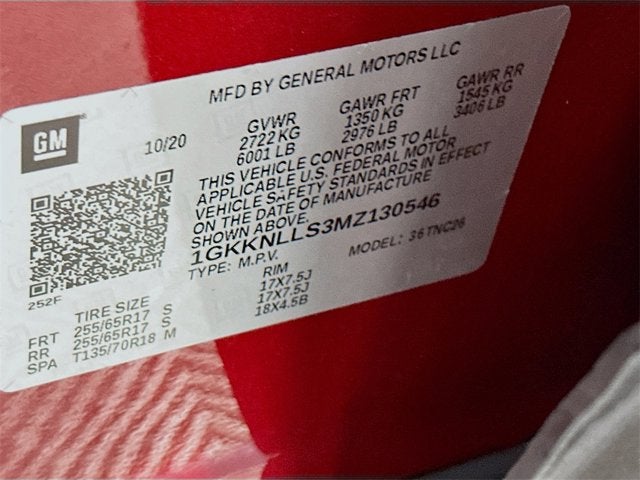 MFD BY GENERAL MOTORS LLC
GM
10/20
GVWR
2722 KG
6001 LB
GAWR FRT
1350 KG
2976 LB
GAWR RR
1545 KG
3406 LB
THIS VEHICLE CONFORMS TO ALL
APPLICABLE U.S. FEDERAL MOTOR
VEHICLE SAFETY STANDARDS IN EFFECT
ON THE DATE OF MANUFACTURE
SHOWN ABOVE.
1GKKNLLS3MZ130546
TYPE: M.P.V.
MODEL: 36TNC26
252F
TIRE SIZE
RIM
FRT 255/65R17 S 17X7.5J
RR 255/65R17 S 17X7.5J
SPA T135/70R18 M 18X4.5B